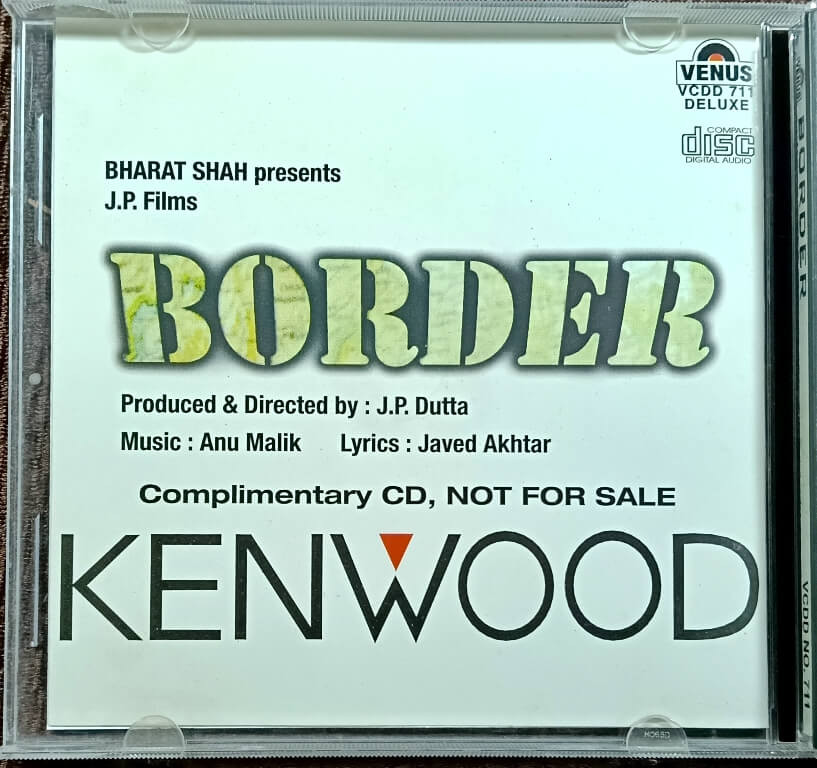 VENUS
VCDD 711
DELUXE
COMPACT
disc
DIGITAL AUDIO
BHARAT SHAH presents
J.P. Films
BORDER
Produced & Directed by : J.P. Dutta
Music : Anu Malik Lyrics : Javed Akhtar
Complimentary CD, NOT FOR SALE
KENWOOD
BORDER
VCDD NO. 711